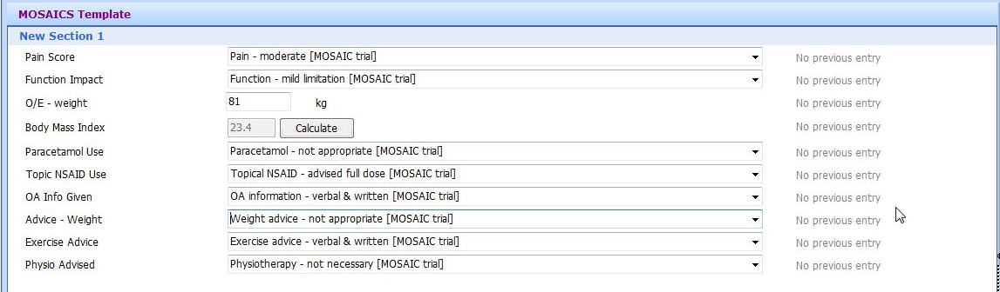 MOSAICS Template
New Section 1
Pain Score Pain - moderate [MOSAIC trial] No previous entry
Function Impact Function - mild limitation [MOSAIC trial] No previous entry
O/E - weight 81 kg No previous entry
Body Mass Index 23.4 Calculate No previous entry
Paracetamol Use Paracetamol - not appropriate [MOSAIC trial] No previous entry
Topic NSAID Use Topical NSAID - advised full dose [MOSAIC trial] No previous entry
OA Info Given OA information - verbal & written [MOSAIC trial] No previous entry
Advice - Weight Weight advice - not appropriate [MOSAIC trial] No previous entry
Exercise Advice Exercise advice - verbal & written [MOSAIC trial] No previous entry
Physio Advised Physiotherapy - not necessary [MOSAIC trial] No previous entry